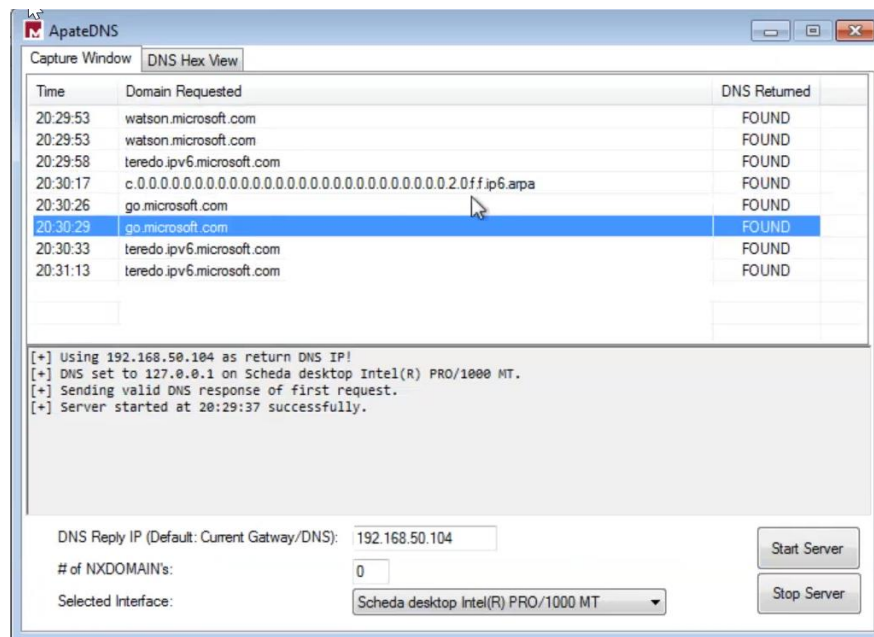 ApateDNS
Capture Window DNS Hex View
Time Domain Requested DNS Returned
20:29:53 watson.microsoft.com FOUND
20:29:53 watson.microsoft.com FOUND
20:29:58 teredo.ipv6.microsoft.com FOUND
20:30:17 c.0.0.0.0.0.0.0.0.0.0.0.0.0.0.0.0.0.0.0.0.0.0.0.0.0.0.0.2.0.f.f.ip6.arpa FOUND
20:30:26 go.microsoft.com FOUND
20:30:29 go.microsoft.com FOUND
20:30:33 teredo.ipv6.microsoft.com FOUND
20:31:13 teredo.ipv6.microsoft.com FOUND
[+] Using 192.168.50.104 as return DNS IP!
[+] DNS set to 127.0.0.1 on Scheda desktop Intel(R) PRO/1000 MT.
[+] Sending valid DNS response of first request.
[+] Server started at 20:29:37 successfully.
DNS Reply IP (Default: Current Gatway/DNS): 192.168.50.104
# of NXDOMAIN's: 0
Start Server
Selected Interface: Scheda desktop Intel(R) PRO/1000 MT
Stop Server